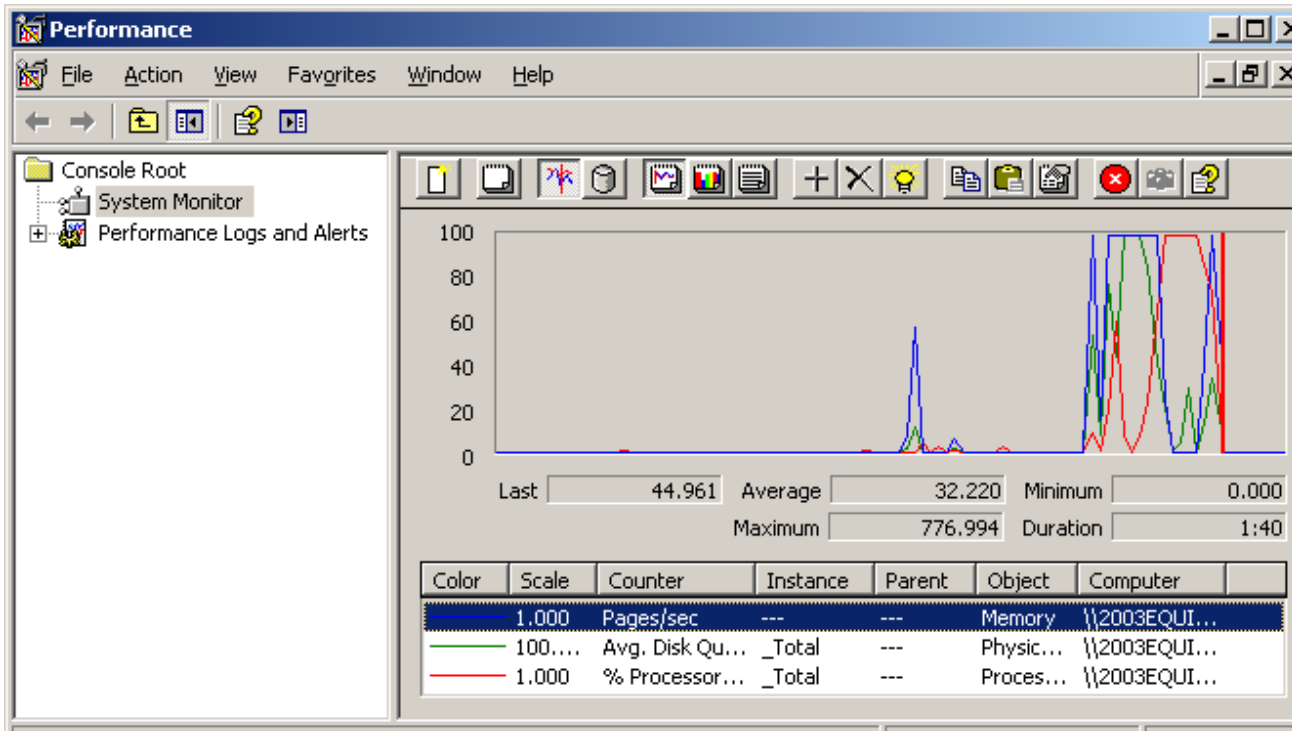 Performance
File Action View Favorites Window Help
Console Root
System Monitor
Performance Logs and Alerts
100
80
60
40
20
0
Last 44.961 Average 32.220 Minimum 0.000
Maximum 776.994 Duration 1:40
Color Scale Counter Instance Parent Object Computer
1.000 Pages/sec --- --- Memory \\2003EQUI...
100.... Avg. Disk Qu... _Total --- Physic... \\2003EQUI...
1.000 % Processor... _Total --- Proces... \\2003EQUI...